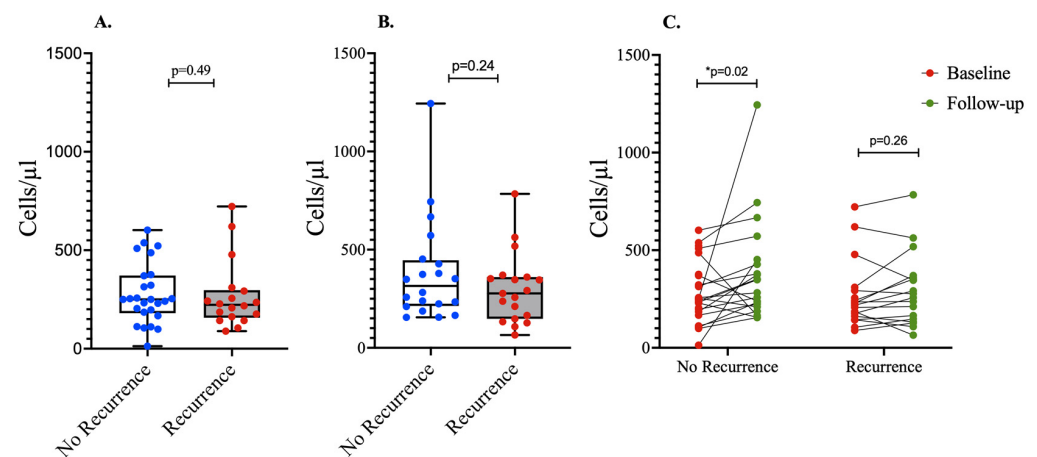 A.
Cells/µl
1500
1000
500
0
p=0.49
No Recurrence
Recurrence
B.
Cells/µl
1500
1000
500
0
p=0.24
No Recurrence
Recurrence
C.
Cells/µl
1500
1000
500
0
*p=0.02
p=0.26
No Recurrence
Recurrence
Baseline
Follow-up